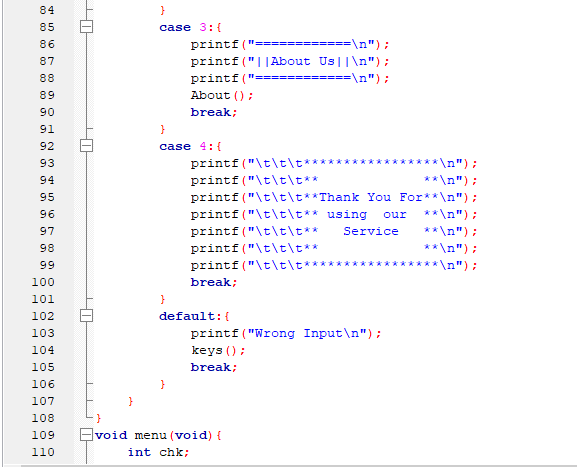 84 }
85 case 3:{
86 printf("============\n");
87 printf("||About Us||\n");
88 printf("============\n");
89 About();
90 break;
91 }
92 case 4:{
93 printf("\t\t\t*****************\n");
94 printf("\t\t\t**             **\n");
95 printf("\t\t\t**Thank You For**\n");
96 printf("\t\t\t** using  our  **\n");
97 printf("\t\t\t**   Service   **\n");
98 printf("\t\t\t**             **\n");
99 printf("\t\t\t*****************\n");
100 break;
101 }
102 default:{
103 printf("Wrong Input\n");
104 keys();
105 break;
106 }
107 }
108 }
109 void menu(void){
110 int chk;